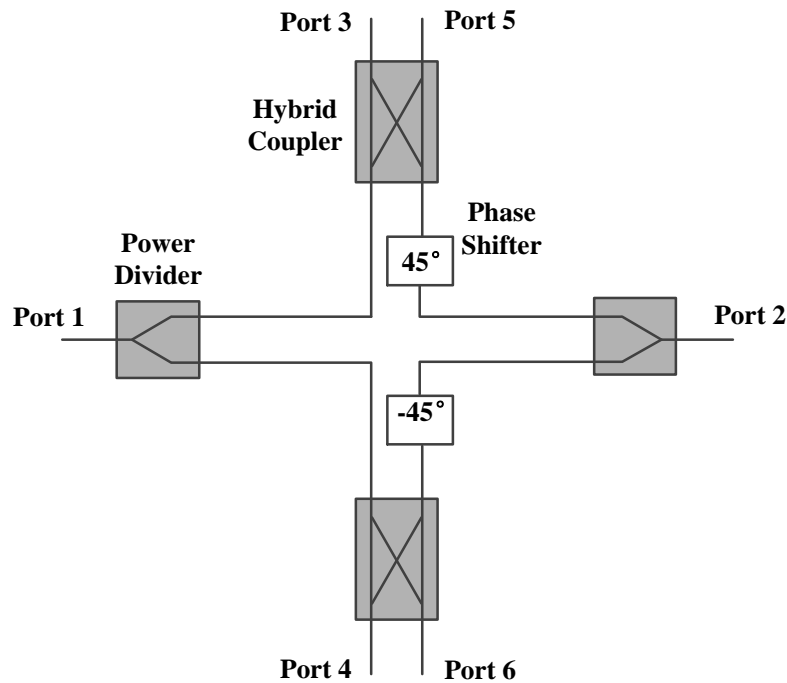 Port 3
Port 5
Hybrid
Coupler
Phase
Shifter
45°
Power
Divider
Port 1
Port 2
-45°
Port 4
Port 6